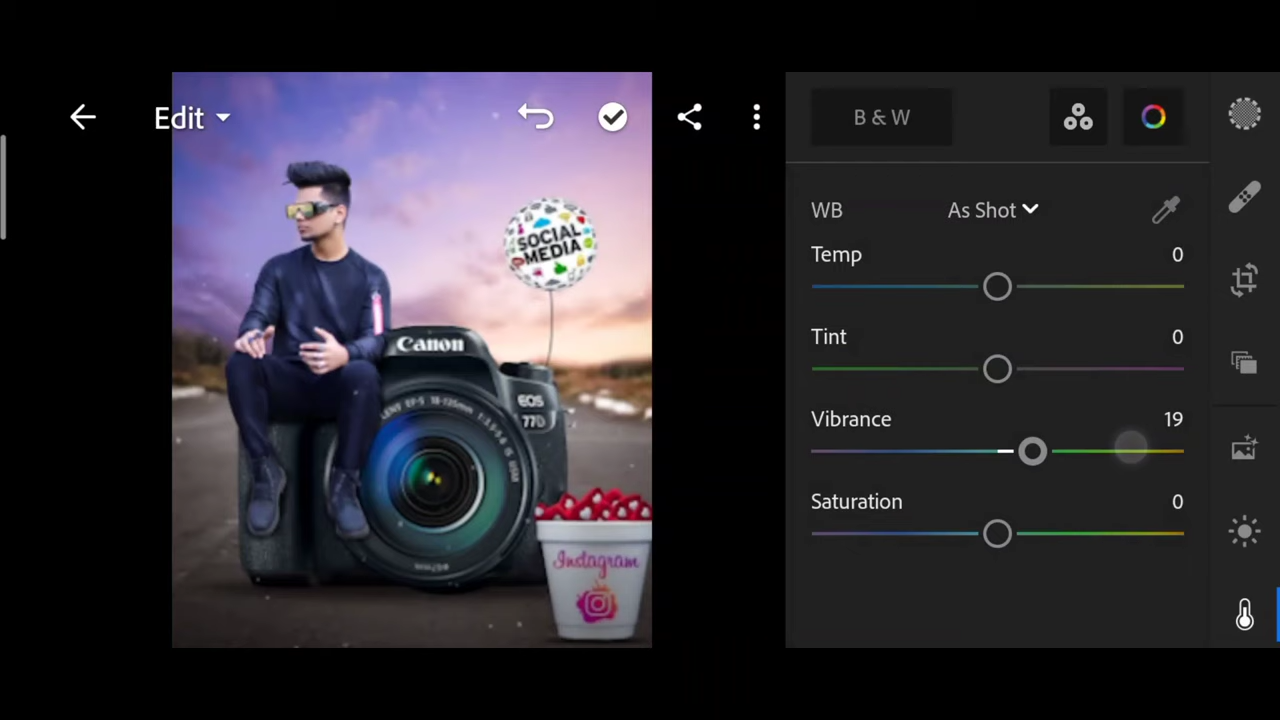 Edit
B & W
WB
As Shot
Temp
0
Tint
0
Vibrance
19
Saturation
0
SOCIAL
MEDIA
Canon
EOS
77D
Instagram